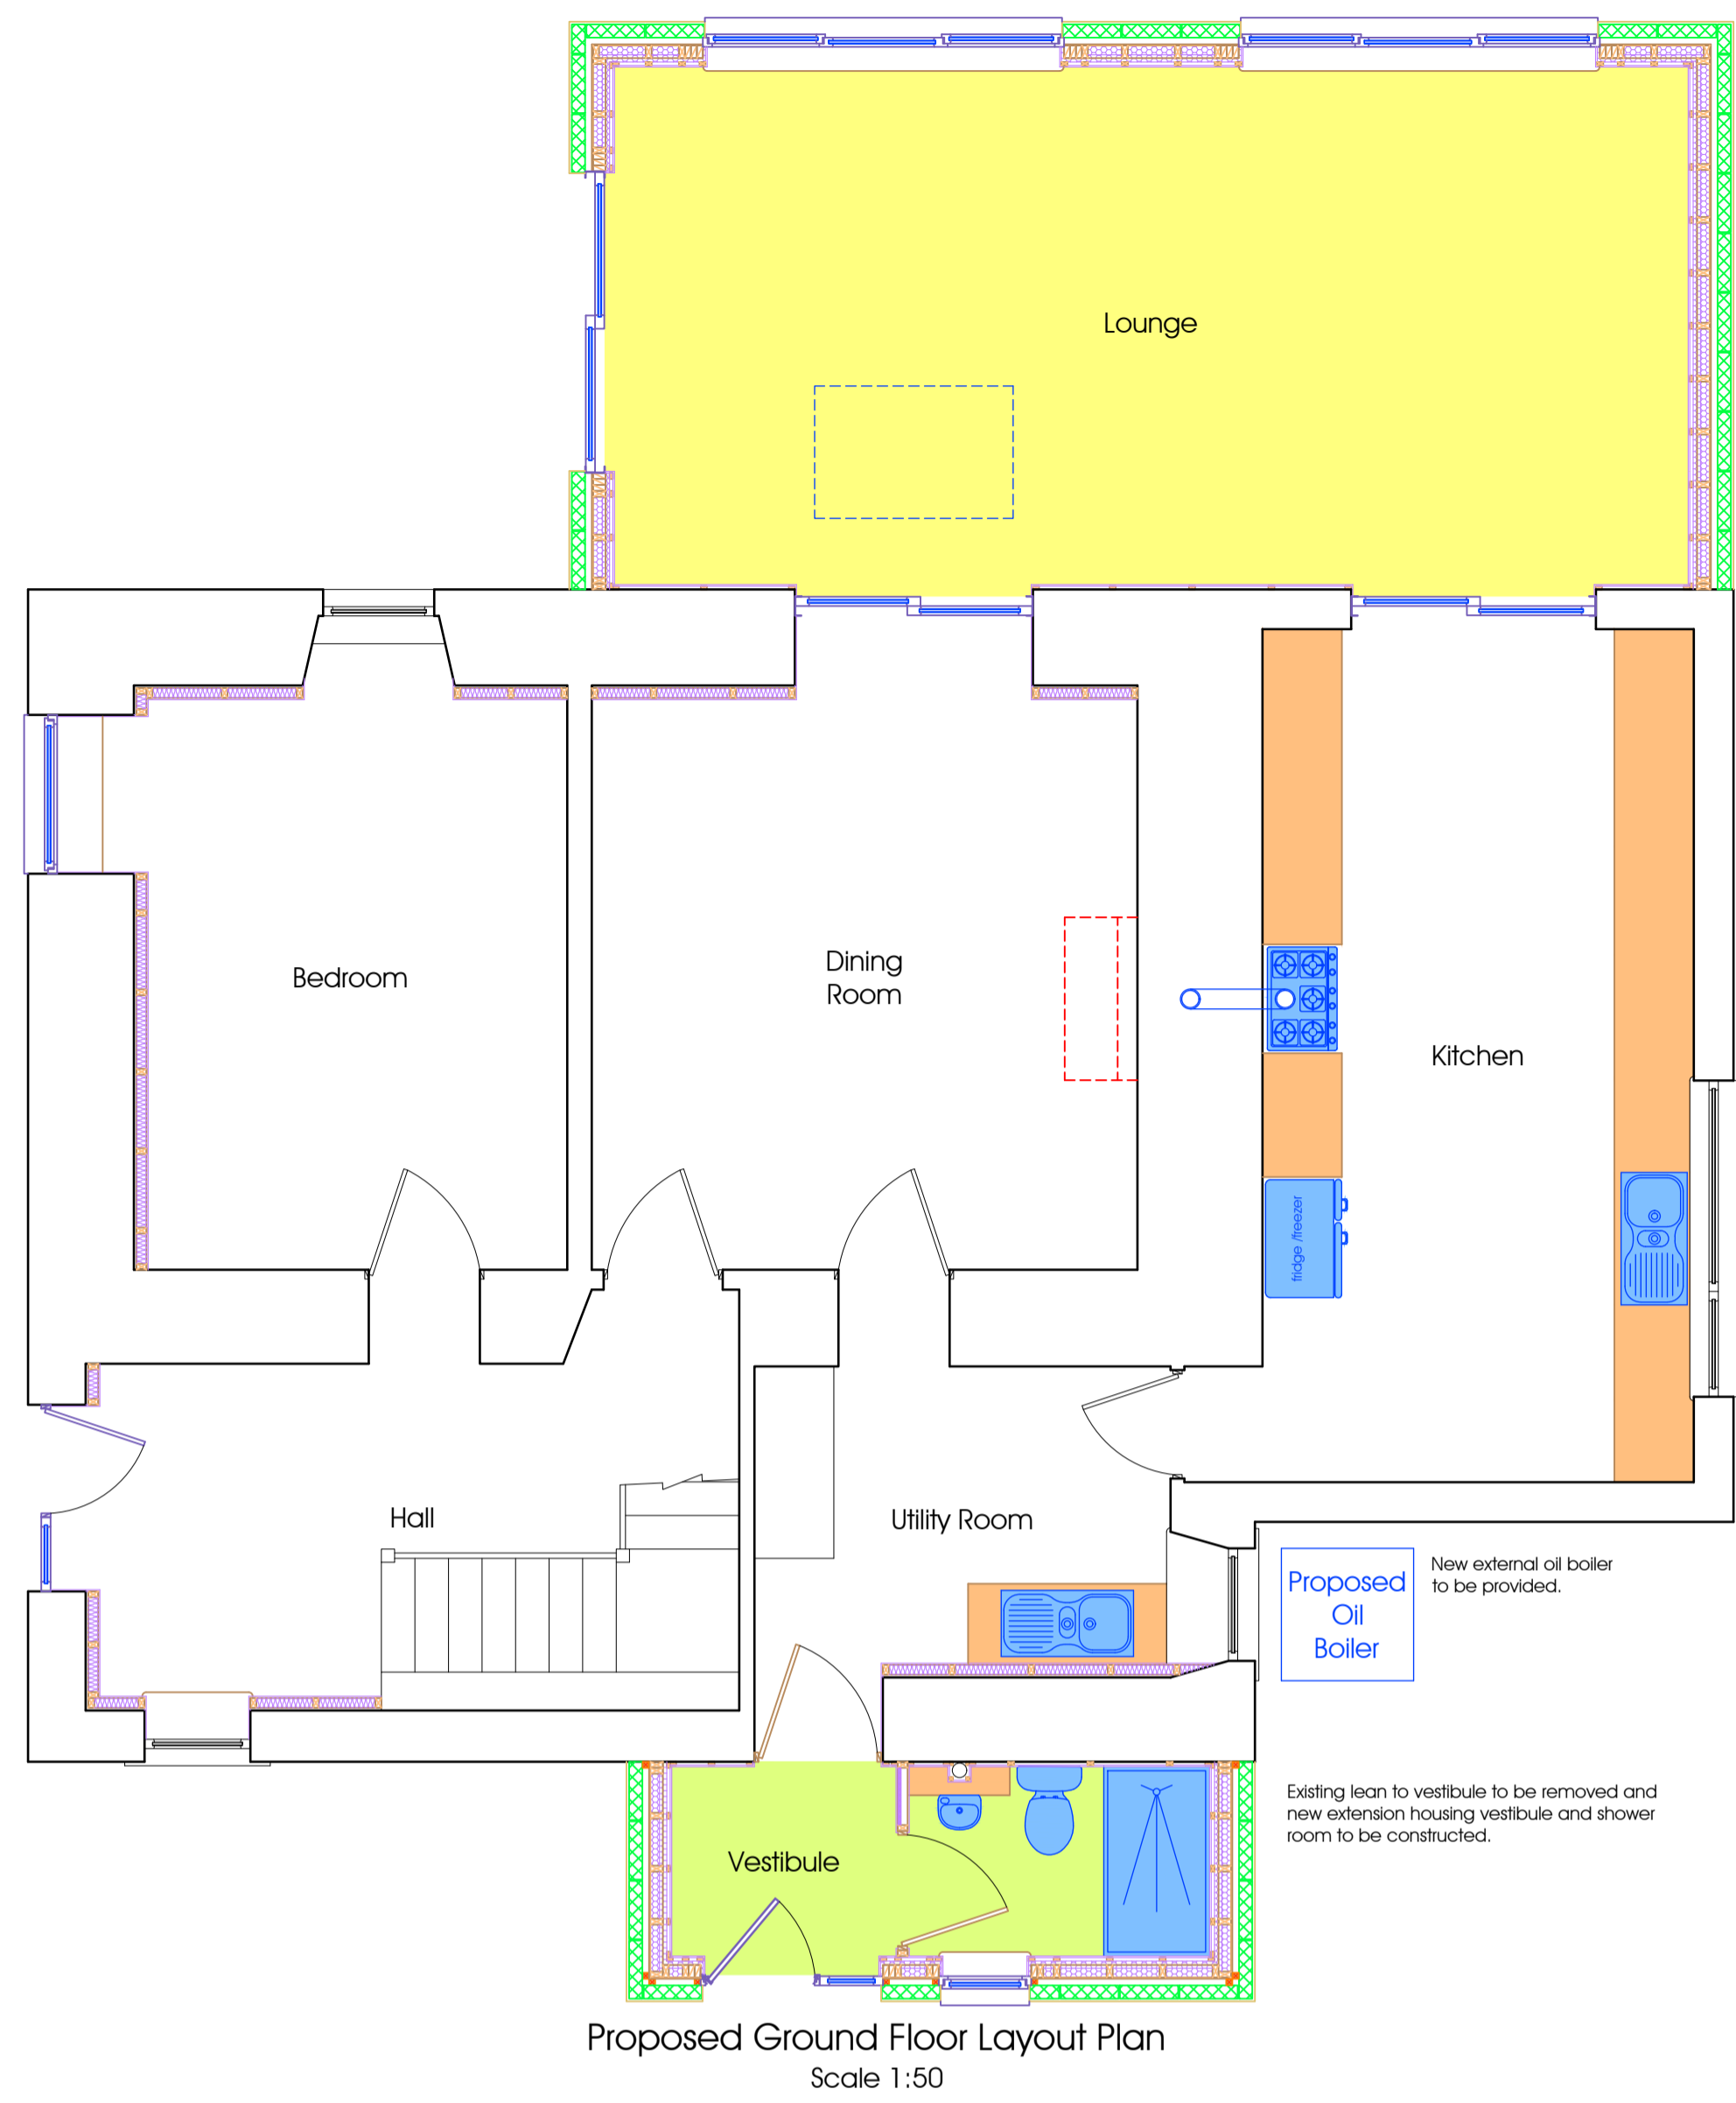 Lounge
Bedroom
Dining
Room
Kitchen
fridge /freezer
Hall
Utility Room
Proposed
Oil
Boiler
New external oil boiler
to be provided.
Existing lean to vestibule to be removed and
new extension housing vestibule and shower
room to be constructed.
Vestibule
Proposed Ground Floor Layout Plan
Scale 1:50